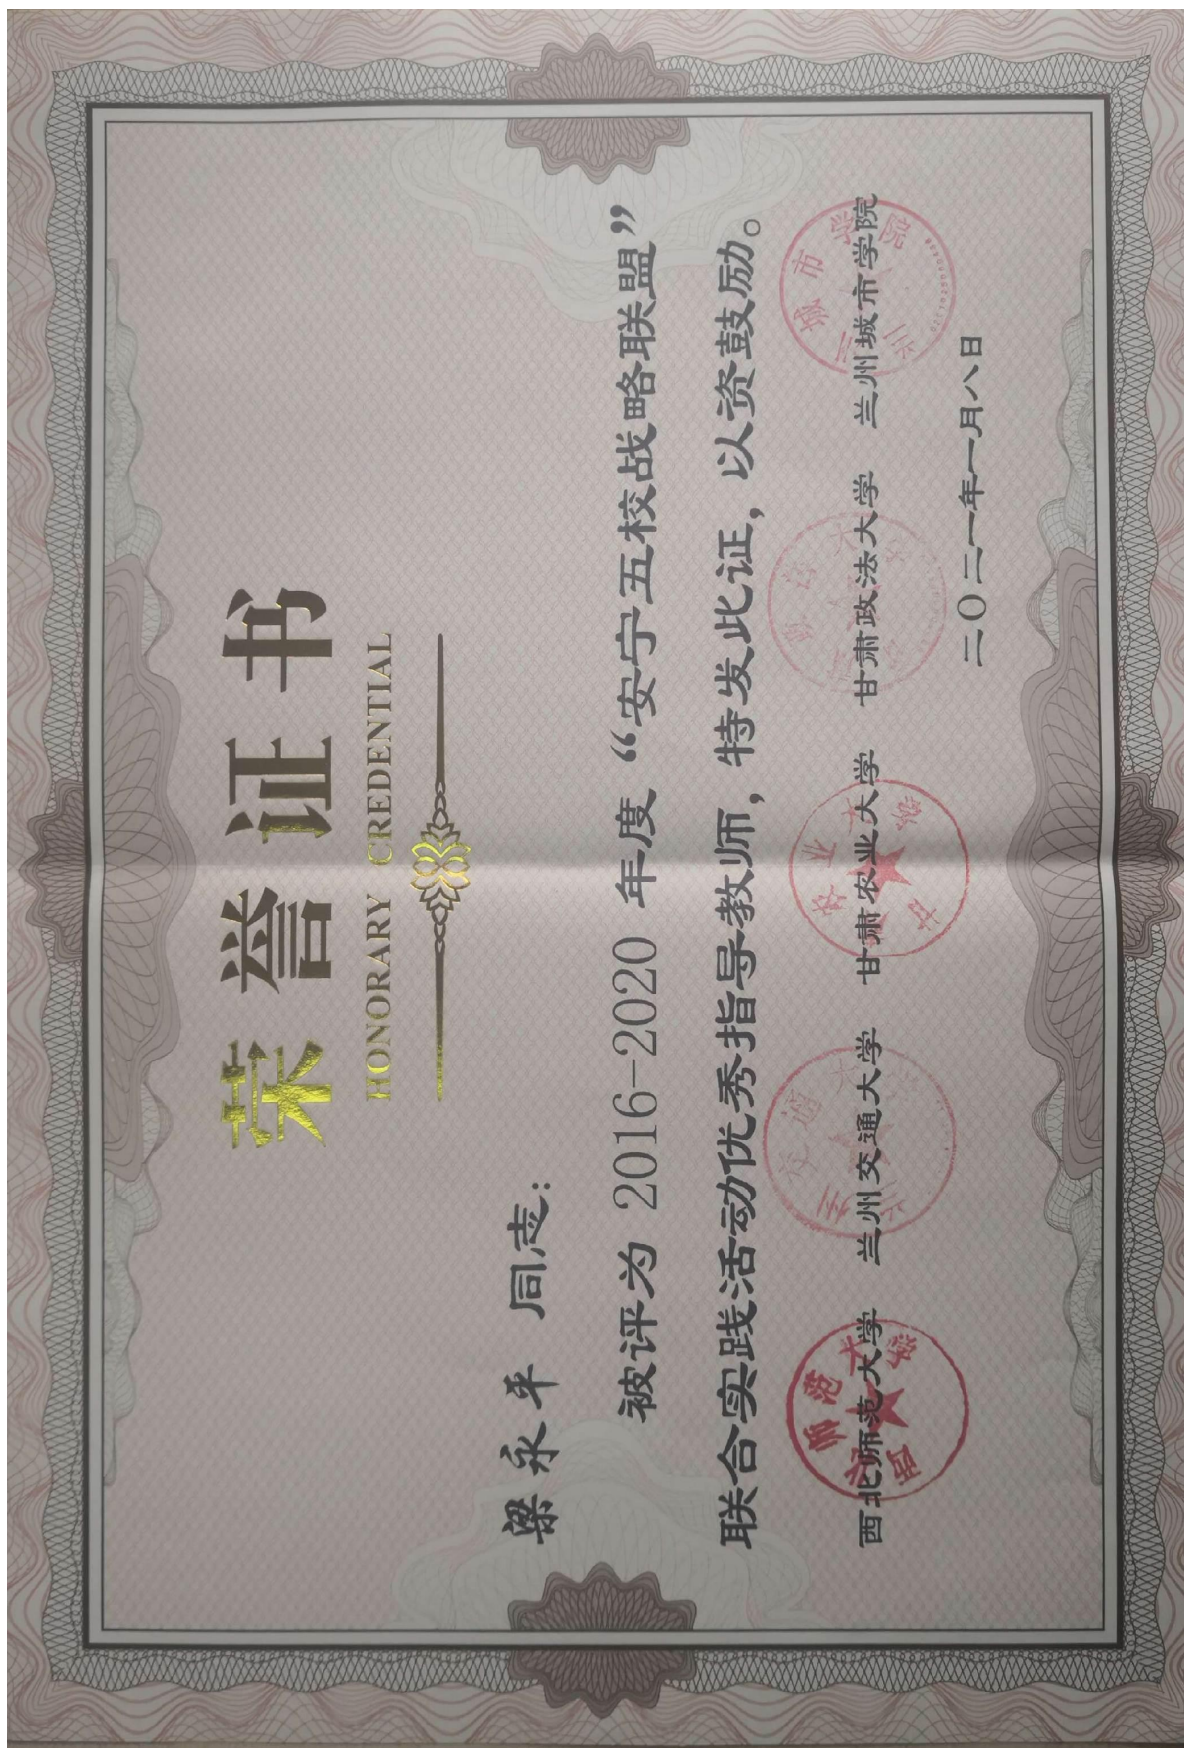 荣誉证书
HONORARY CREDENTIAL
梁永平 同志:
被评为 2016-2020 年度“安宁五校战略联盟”
联合实践活动优秀指导教师，特发此证，以资鼓励。
西北师范大学 兰州交通大学 甘肃农业大学 甘肃政法大学 兰州城市学院
二〇二一年一月八日